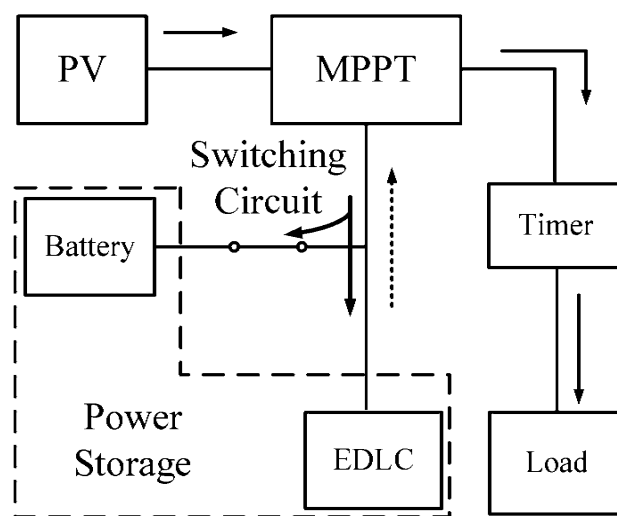 PV
MPPT
Switching
Circuit
Battery
Timer
Power
Storage
EDLC
Load